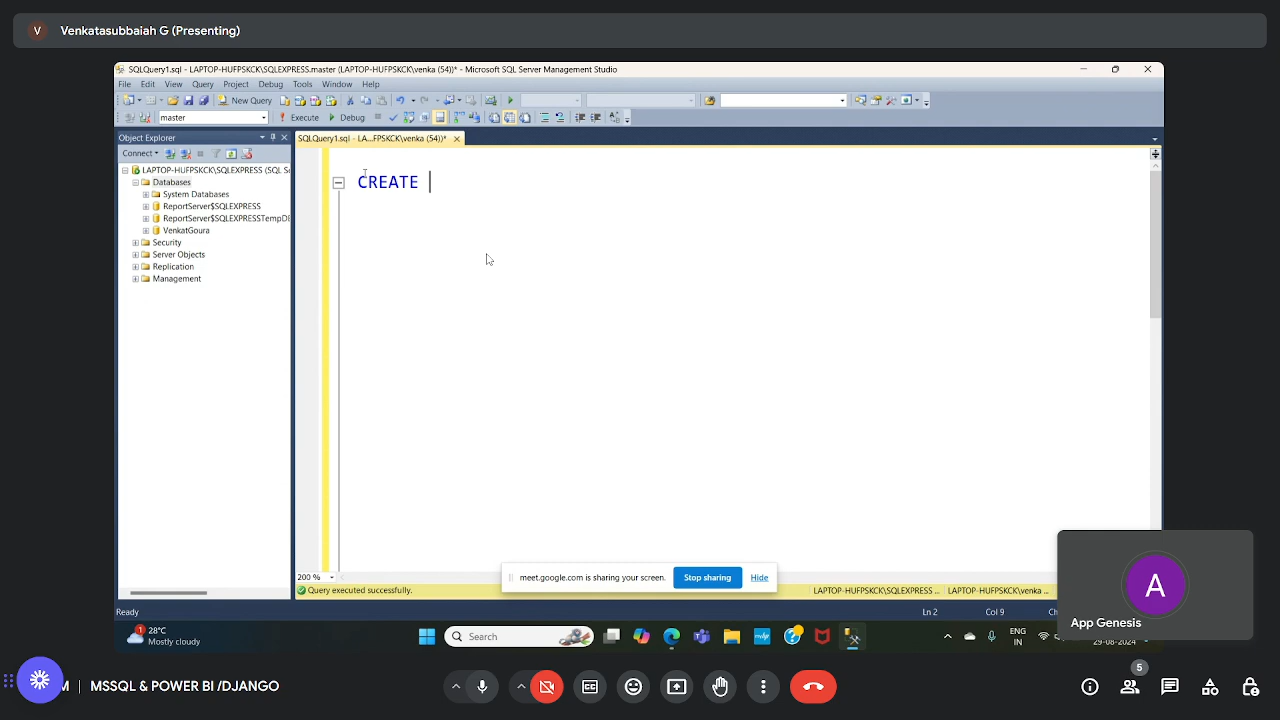 V Venkatasubbaiah G (Presenting)
SQLQuery1.sql - LAPTOP-HUFPSKCK\SQLEXPRESS.master (LAPTOP-HUFPSKCK\venka (54))* - Microsoft SQL Server Management Studio
File Edit View Query Project Debug Tools Window Help
New Query
master Execute Debug
Object Explorer
SQLQuery1.sql - LA...FPSKCK\venka (54))*
Connect
LAPTOP-HUFPSKCK\SQLEXPRESS (SQL S
Databases
System Databases
ReportServer$SQLEXPRESS
ReportServer$SQLEXPRESSTempD
VenkatGoura
Security
Server Objects
Replication
Management
CREATE
200 %
meet.google.com is sharing your screen. Stop sharing Hide
Query executed successfully. LAPTOP-HUFPSKCK\SQLEXPRESS ... LAPTOP-HUFPSKCK\venka ...
Ready Ln 2 Col 9 Ch
A
App Genesis
1 28°C
Mostly cloudy
Search
ENG
IN
29-08-2024
5
M | MSSQL & POWER BI /DJANGO